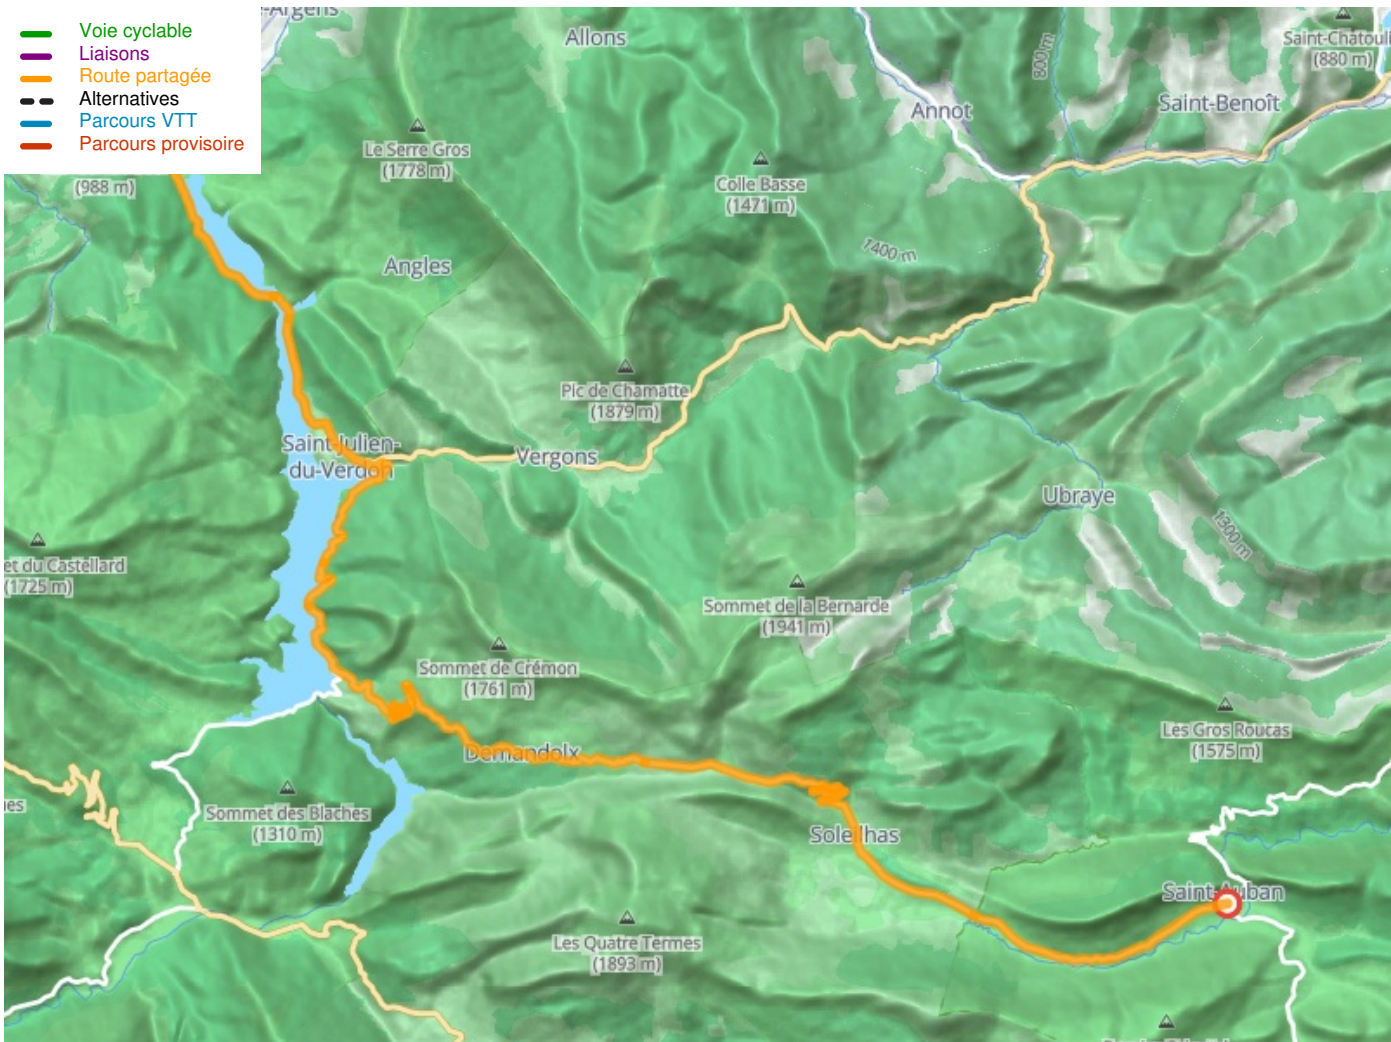 Voie cyclable
Liaisons
Route partagée
Alternatives
Parcours VTT
Parcours provisoire
-Argens
Allons
800 m
Saint-Chatouli
(880 m)
Annot
Saint-Benoît
Le Serre Gros
(1778 m)
(988 m)
Colle Basse
(1471 m)
1400 m
Angles
Pic de Chamatte
(1879 m)
Saint-Julien-
du-Verdon
Vergons
Ubraye
1300 m
et du Castellard
(1725 m)
Sommet de la Bernarde
(1941 m)
Sommet de Crémon
(1761 m)
Les Gros Roucas
(1575 m)
Demandolx
ues
Sommet des Blaches
(1310 m)
Soleilhas
Saint-Auban
Les Quatre Termes
(1893 m)